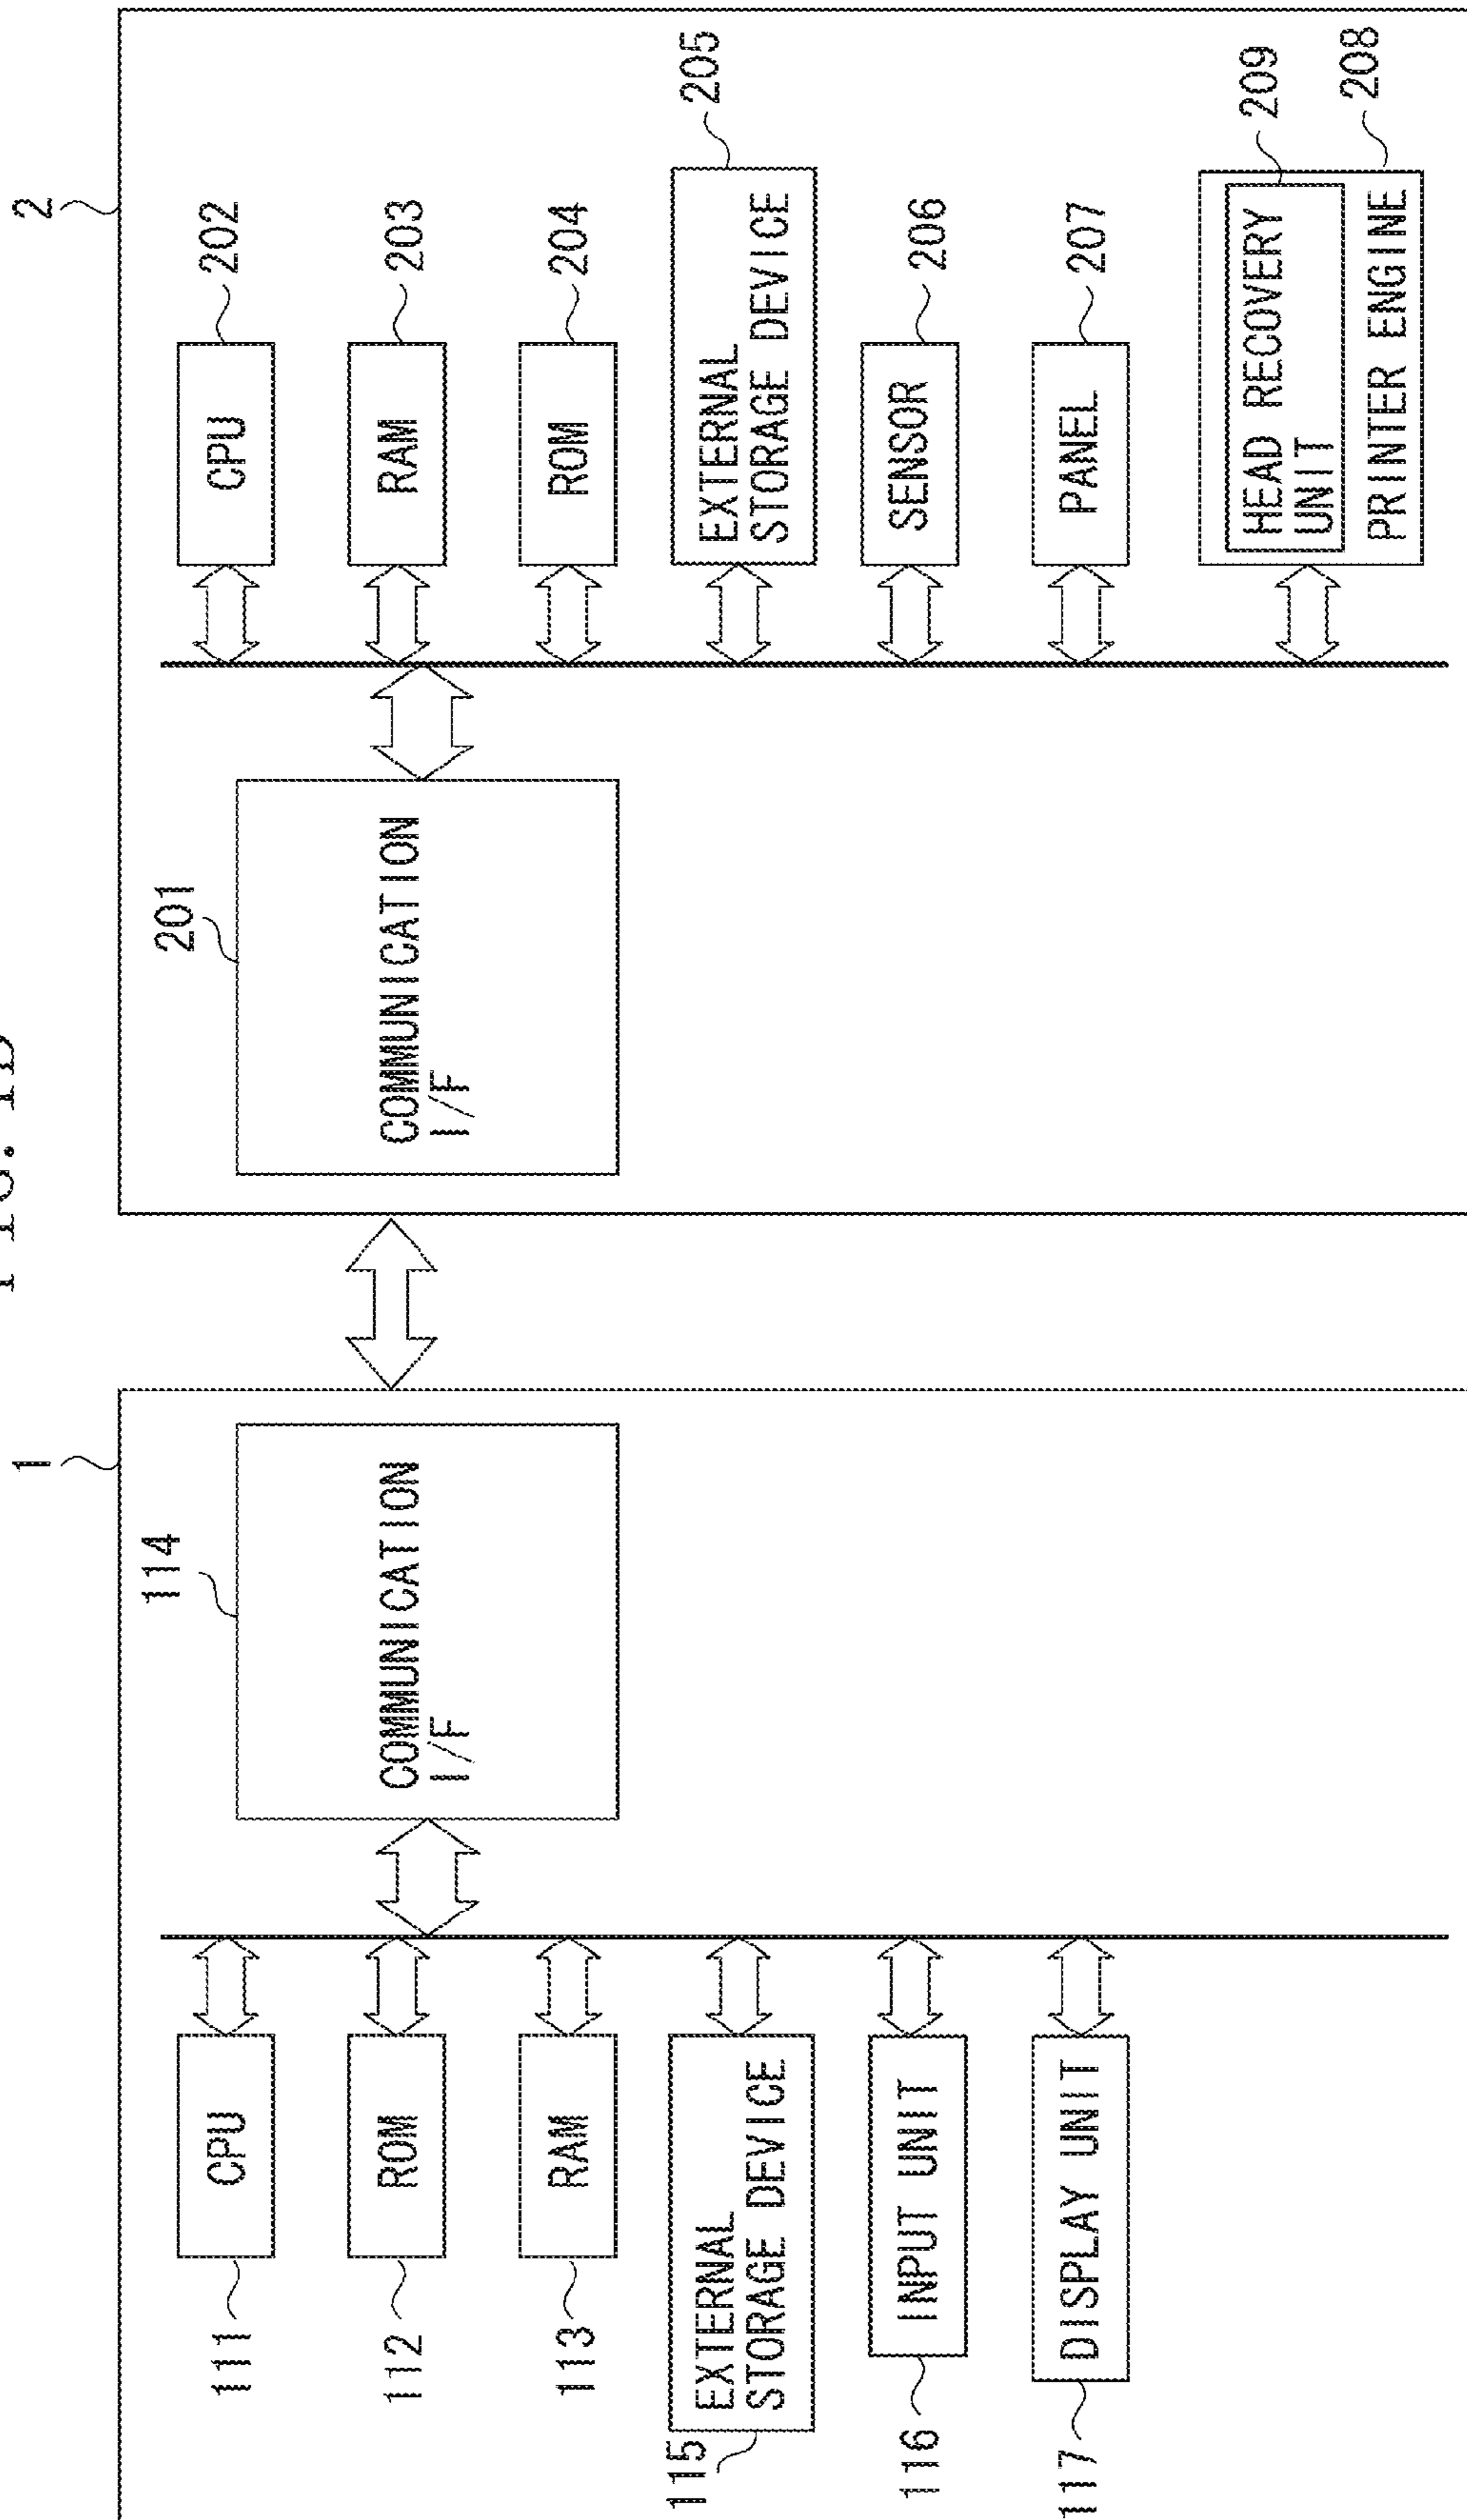 FIG. 1B
1
2
114
COMMUNICATION
I/F
201
COMMUNICATION
I/F
111
CPU
112
ROM
113
RAM
115
EXTERNAL
STORAGE DEVICE
116
INPUT UNIT
117
DISPLAY UNIT
CPU
202
RAM
203
ROM
204
EXTERNAL
STORAGE DEVICE
205
SENSOR
206
PANEL
207
HEAD RECOVERY
UNIT
209
PRINTER ENGINE
208